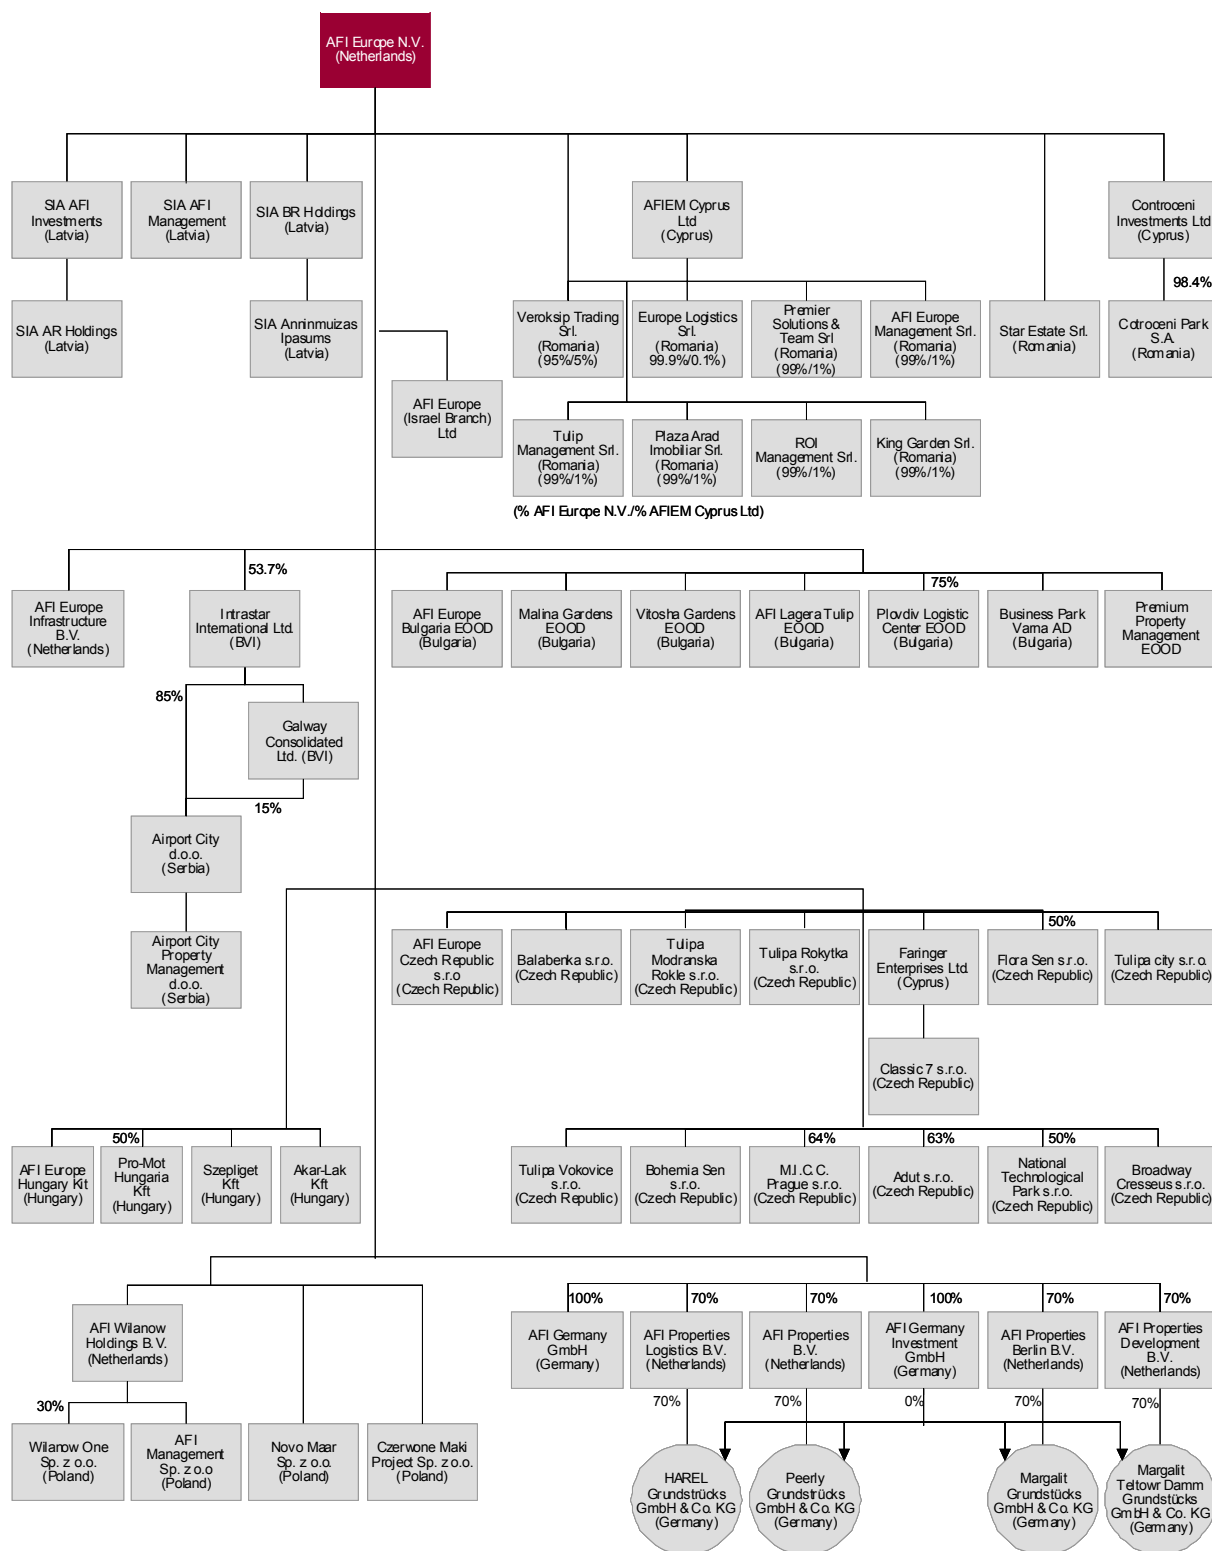 AFI Europe N.V.
(Netherlands)
SIA AFI
Investments
(Latvia)
SIA AFI
Management
(Latvia)
SIA BR Holdings
(Latvia)
AFIEM Cyprus
Ltd
(Cyprus)
Controceni
Investments Ltd
(Cyprus)
98.4%
SIA AR Holdings
(Latvia)
SIA Anninmuizas
Ipasums
(Latvia)
Veroksip Trading
Srl.
(Romania)
(95%/5%)
Europe Logistics
Srl.
(Romania)
99.9%/0.1%)
Premier
Solutions &
Team Srl
(Romania)
(99%/1%)
AFI Europe
Management Srl.
(Romania)
(99%/1%)
Star Estate Srl.
(Romania)
Cotroceni Park
S.A.
(Romania)
AFI Europe
(Israel Branch)
Ltd
Tulip
Management Srl.
(Romania)
(99%/1%)
Plaza Arad
Imobiliar Srl.
(Romania)
(99%/1%)
ROI
Management Srl.
(99%/1%)
King Garden Srl.
(Romania)
(99%/1%)
(% AFI Europe N.V./% AFIEM Cyprus Ltd)
53.7%
75%
AFI Europe
Infrastructure
B.V.
(Netherlands)
Intrastar
International Ltd.
(BVI)
AFI Europe
Bulgaria EOOD
(Bulgaria)
Malina Gardens
EOOD
(Bulgaria)
Vitosha Gardens
EOOD
(Bulgaria)
AFI Lagera Tulip
EOOD
(Bulgaria)
Plovdiv Logistic
Center EOOD
(Bulgaria)
Business Park
Varna AD
(Bulgaria)
Premium
Property
Management
EOOD
85%
Galway
Consolidated
Ltd. (BVI)
15%
Airport City
d.o.o.
(Serbia)
Airport City
Property
Management
d.o.o.
(Serbia)
50%
AFI Europe
Czech Republic
s.r.o
(Czech Republic)
Balabenka s.r.o.
(Czech Republic)
Tulipa
Modranska
Rokle s.r.o.
(Czech Republic)
Tulipa Rokytka
s.r.o.
(Czech Republic)
Faringer
Enterprises Ltd.
(Cyprus)
Flora Sen s.r.o.
(Czech Republic)
Tulipa city s.r.o.
(Czech Republic)
Classic 7 s.r.o.
(Czech Republic)
50%
64%
63%
50%
AFI Europe
Hungary Kit
(Hungary)
Pro-Mot
Hungaria
Kft
(Hungary)
Szepliget
Kft
(Hungary)
Akar-Lak
Kft
(Hungary)
Tulipa Vokovice
s.r.o.
(Czech Republic)
Bohemia Sen
s.r.o.
(Czech Republic)
M.I.C.C.
Prague s.r.o.
(Czech Republic)
Adut s.r.o.
(Czech Republic)
National
Technological
Park s.r.o.
(Czech Republic)
Broadway
Cresseus s.r.o.
(Czech Republic)
100%
70%
70%
100%
70%
70%
AFI Wilanow
Holdings B.V.
(Netherlands)
AFI Germany
GmbH
(Germany)
AFI Properties
Logistics B.V.
(Netherlands)
AFI Properties
B.V.
(Netherlands)
AFI Germany
Investment
GmbH
(Germany)
AFI Properties
Berlin B.V.
(Netherlands)
AFI Properties
Development
B.V.
(Netherlands)
30%
70%
70%
0%
70%
70%
Wilanow One
Sp. z o.o.
(Poland)
AFI
Management
Sp. z o.o
(Poland)
Novo Maar
Sp. z o.o.
(Poland)
Czerwone Maki
Project Sp. z o.o.
(Poland)
HAREL
Grundstücks
GmbH & Co. KG
(Germany)
Peerly
Grundstrücks
GmbH & Co. KG
(Germany)
Margalit
Grundstücks
GmbH & Co. KG
(Germany)
Margalit
Teltowr Damm
Grundstücks
GmbH & Co. KG
(Germany)